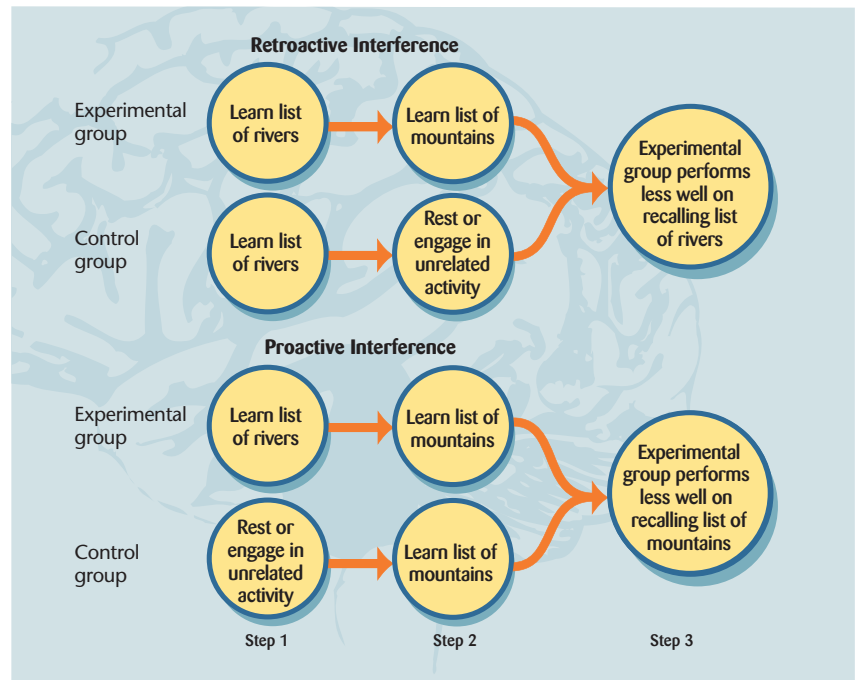 Retroactive Interference
Experimental
group
Learn list
of rivers
Learn list of
mountains
Experimental
group performs
less well on
recalling list
of rivers
Control
group
Learn list
of rivers
Rest or
engage in
unrelated
activity
Proactive Interference
Experimental
group
Learn list
of rivers
Learn list of
mountains
Experimental
group performs
less well on
recalling list of
mountains
Control
group
Rest or
engage in
unrelated
activity
Learn list of
mountains
Step 1
Step 2
Step 3